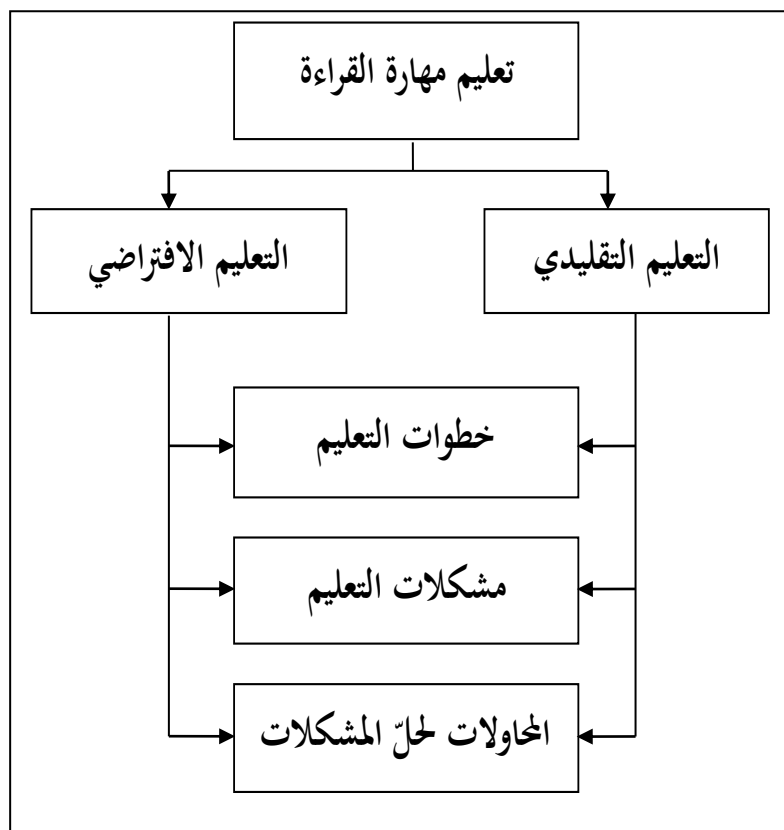 تعليم مهارة القراءة
التعليم التقليدي
التعليم الافتراضي
خطوات التعليم
مشكلات التعليم
المحاولات لحلّ المشكلات